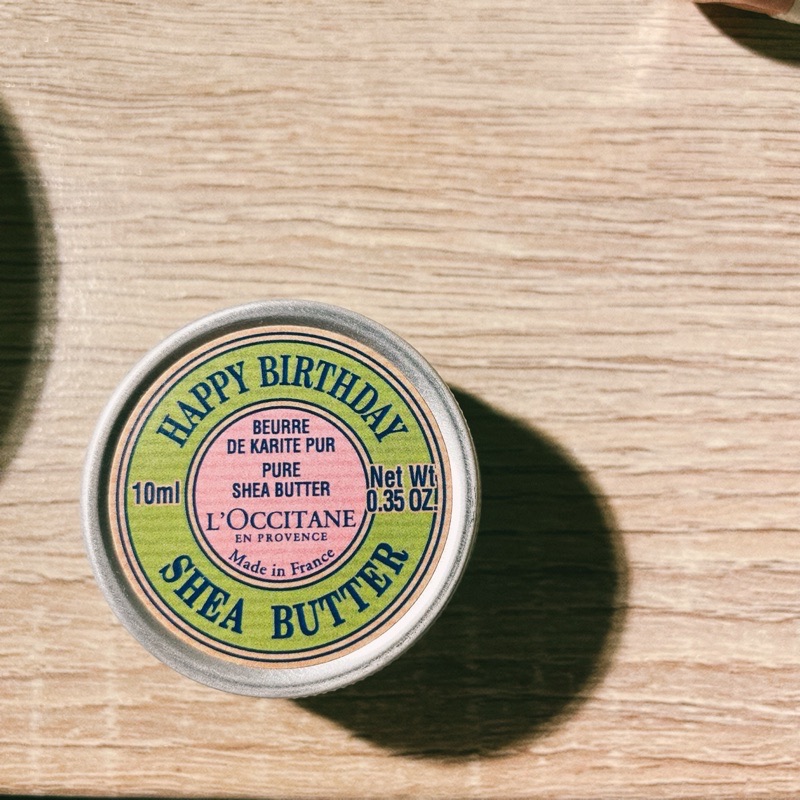 HAPPY BIRTHDAY
BEURRE
DE KARITE PUR
PURE
SHEA BUTTER
L'OCCITANE
EN PROVENCE
Made in France
10ml
Net Wt
0.35 OZ.
SHEA BUTTER